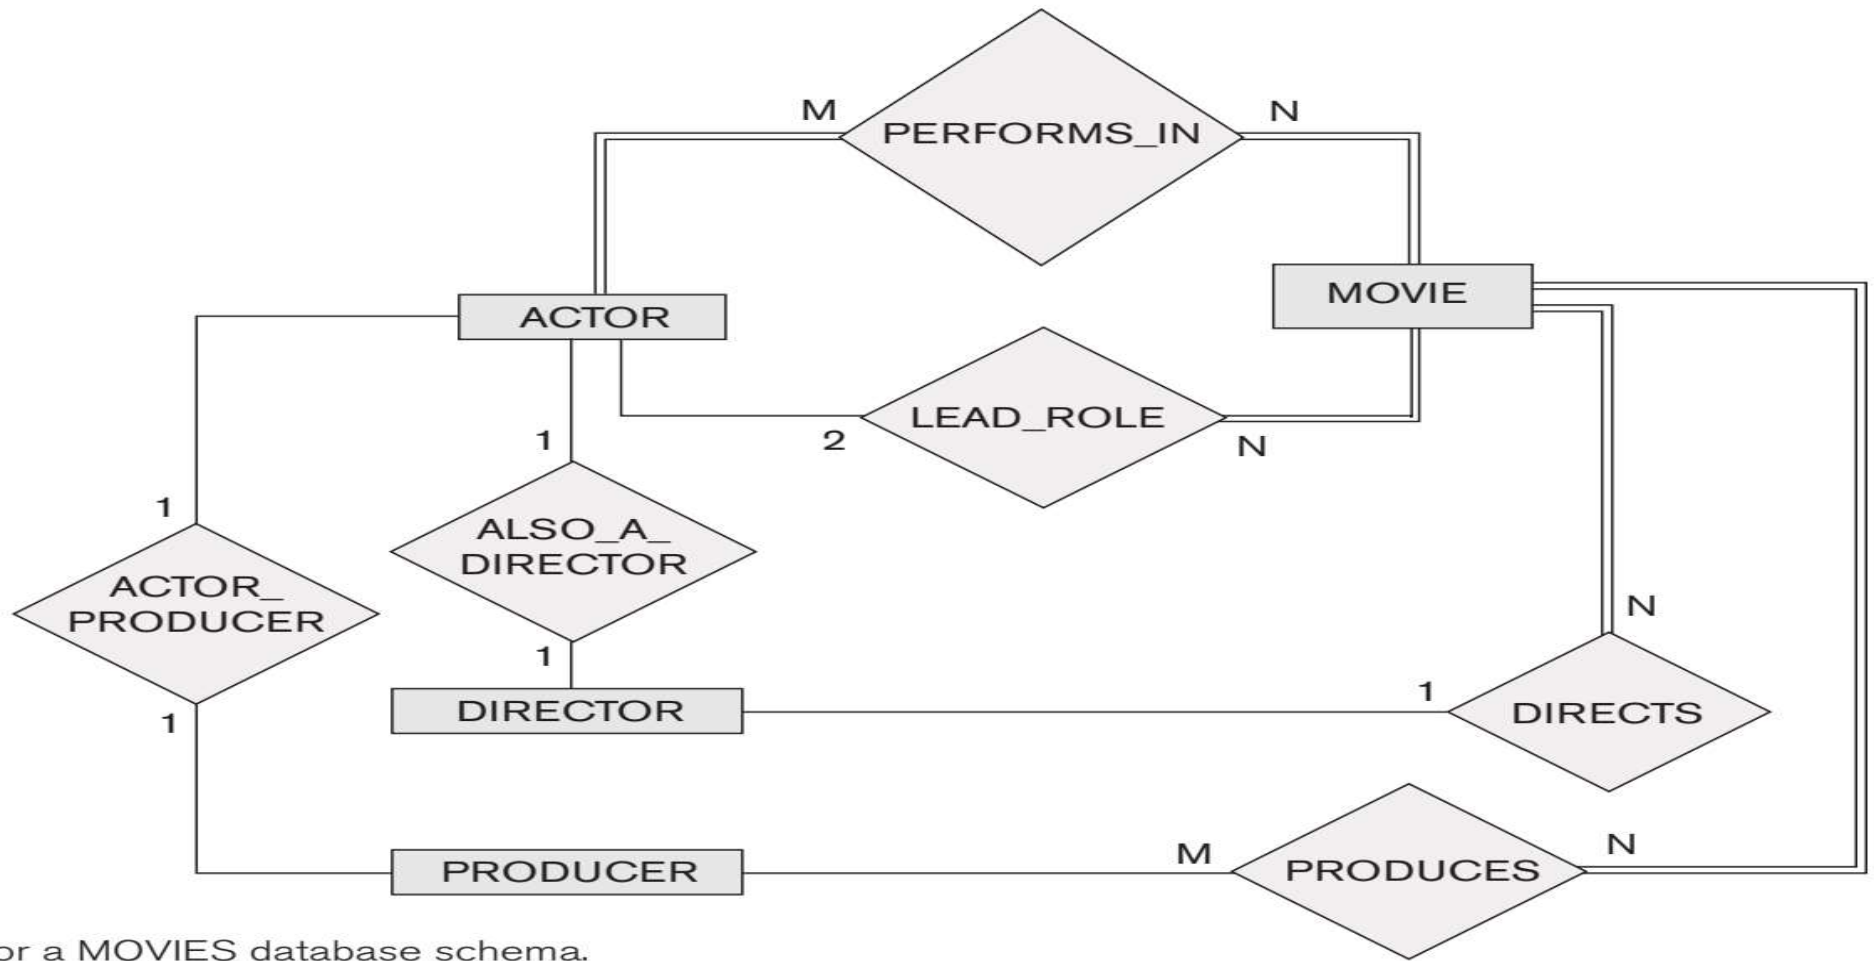 M
N
PERFORMS_IN
MOVIE
ACTOR
LEAD_ROLE
2
N
1
1
ALSO_A_
DIRECTOR
ACTOR_
PRODUCER
N
1
1
1
DIRECTOR
DIRECTS
M
N
PRODUCER
PRODUCES
or a MOVIES database schema.